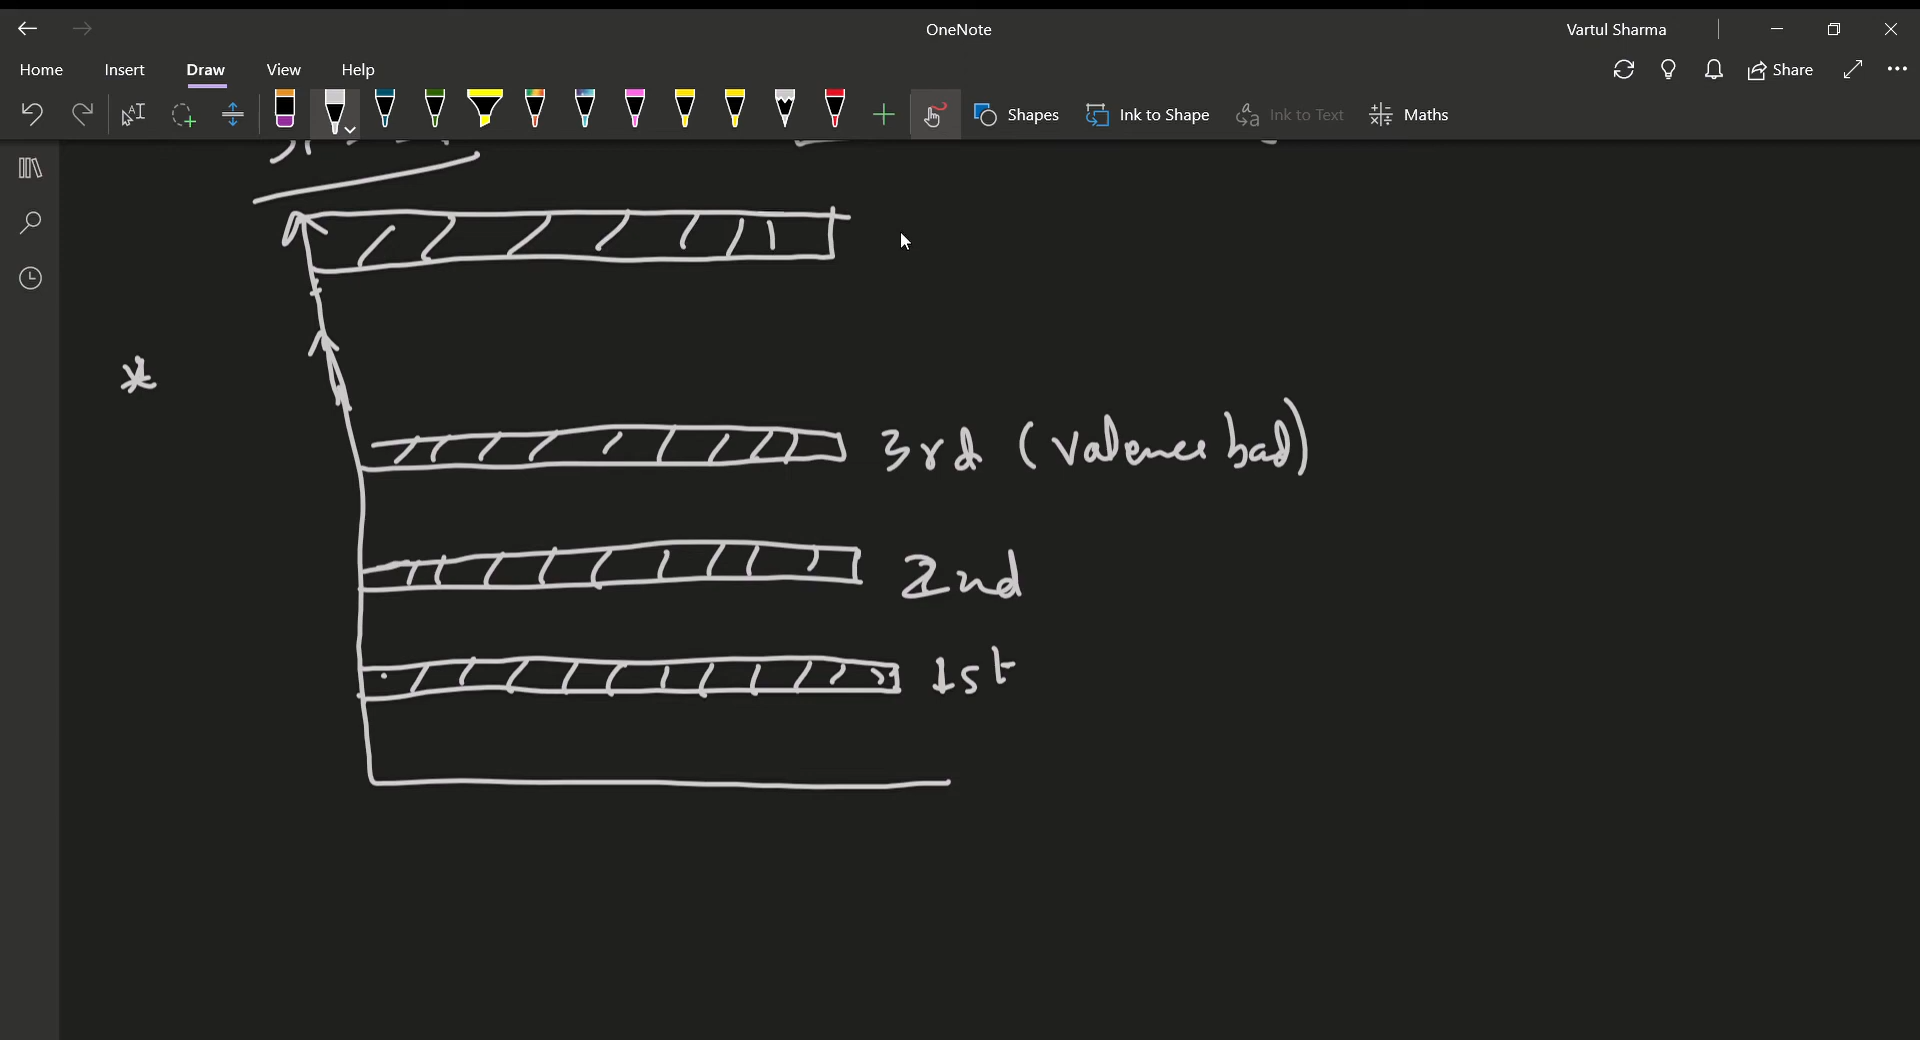 OneNote
Vartul Sharma
Home Insert Draw View Help
Share
Shapes Ink to Shape Ink to Text Maths
*
3rd (valence bad)
2nd
1st